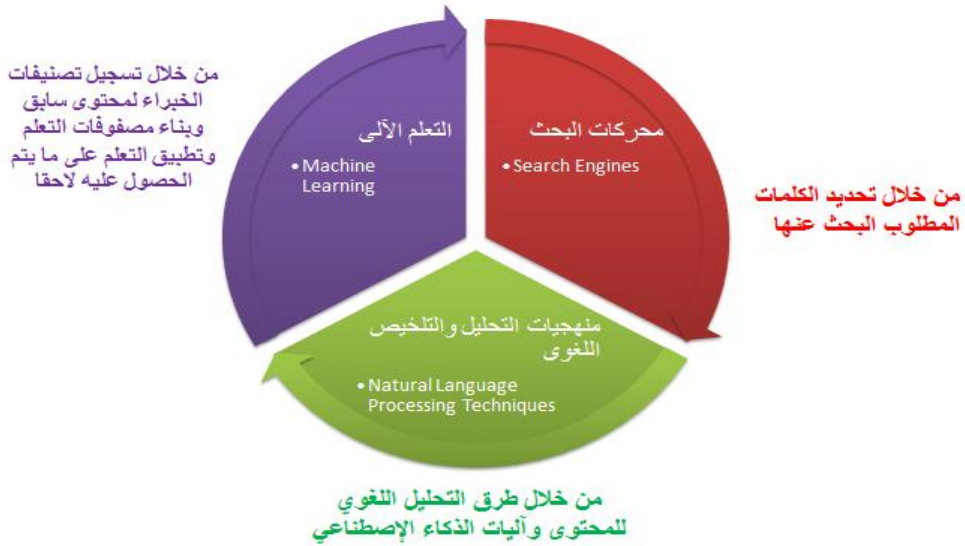 محركات البحث
• Search Engines
من خلال تحديد الكلمات
المطلوب البحث عنها
منهجيات التحليل والتلخيص
اللغوى
• Natural Language
Processing Techniques
من خلال طرق التحليل اللغوي
للمحتوى وآليات الذكاء الإصطناعي
التعلم الآلى
• Machine
Learning
من خلال تسجيل تصنيفات
الخبراء لمحتوى سابق
وبناء مصفوفات التعلم
وتطبيق التعلم على ما يتم
الحصول عليه لاحقا